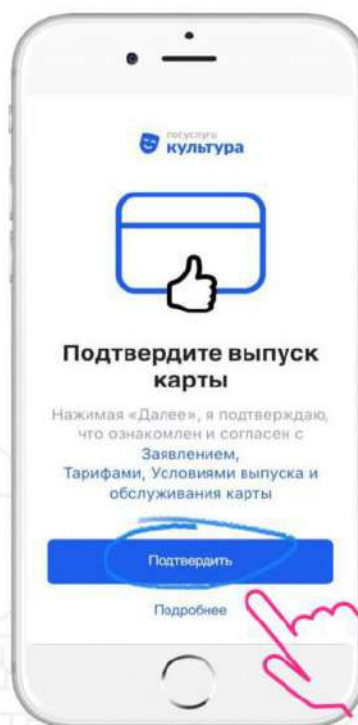 госуслуги
культура
Подтвердите выпуск
карты
Нажимая «Далее», я подтверждаю,
что ознакомлен и согласен с
Заявлением,
Тарифами, Условиями выпуска и
обслуживания карты
Подтвердить
Подробнее